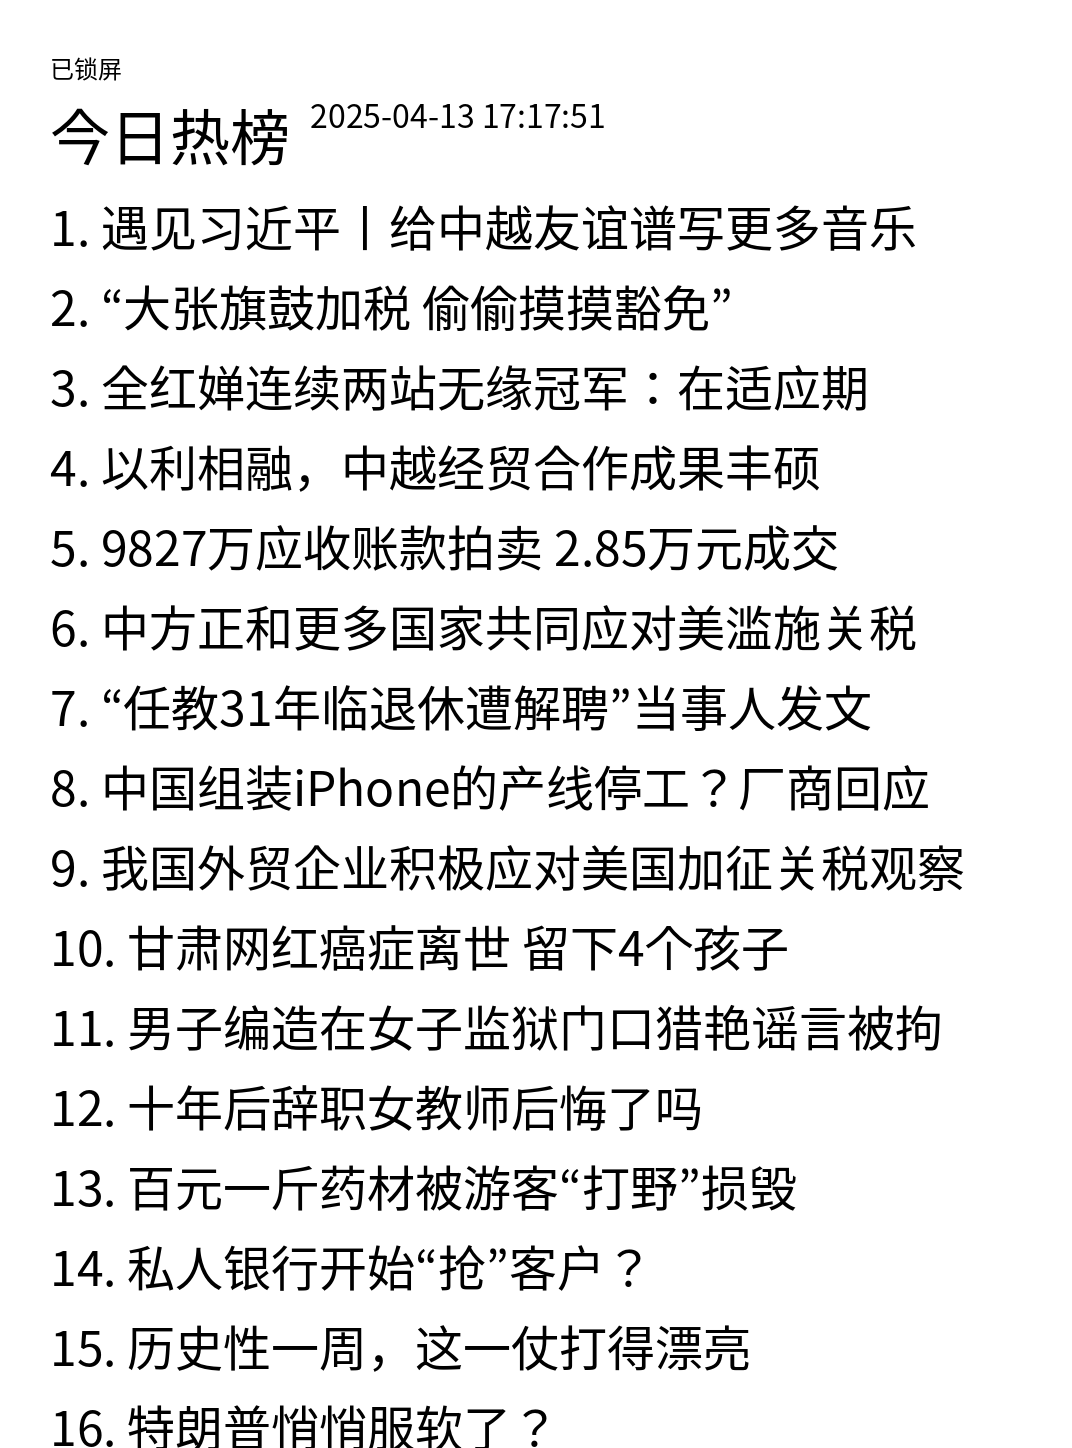 已锁屏
今日热榜 2025-04-13 17:17:51
1. 遇见习近平丨给中越友谊谱写更多音乐
2. “大张旗鼓加税 偷偷摸摸豁免”
3. 全红婵连续两站无缘冠军：在适应期
4. 以利相融，中越经贸合作成果丰硕
5. 9827万应收账款拍卖 2.85万元成交
6. 中方正和更多国家共同应对美滥施关税
7. “任教31年临退休遭解聘”当事人发文
8. 中国组装iPhone的产线停工？厂商回应
9. 我国外贸企业积极应对美国加征关税观察
10. 甘肃网红癌症离世 留下4个孩子
11. 男子编造在女子监狱门口猎艳谣言被拘
12. 十年后辞职女教师后悔了吗
13. 百元一斤药材被游客“打野”损毁
14. 私人银行开始“抢”客户？
15. 历史性一周，这一仗打得漂亮
16. 特朗普悄悄服软了？